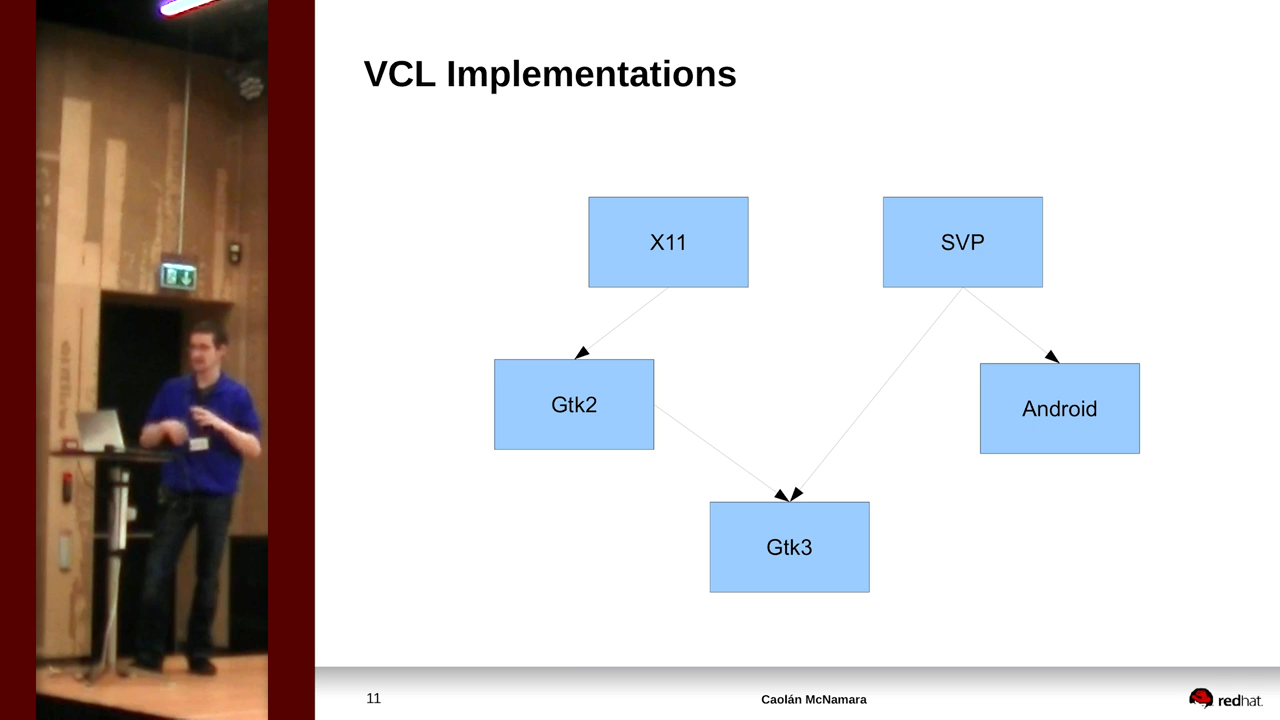 VCL Implementations
X11
SVP
Gtk2
Android
Gtk3
11
Caolán McNamara
redhat.